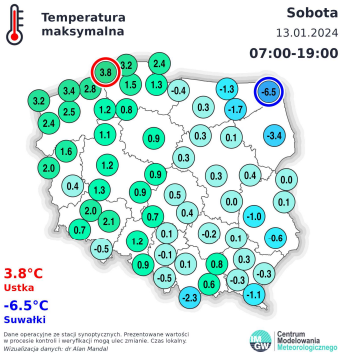 Temperatura
maksymalna
Sobota
13.01.2024
07:00-19:00
3.8 3.2 2.4
3.2 3.4 2.8 1.5 1.3 -0.4 -1.3 -6.5
2.4 2.5 1.2 0.8 0.3 -1.7
1.1 0.9 0.3 0.1 -3.4
1.6 0.3
2.0 1.2 0.9 0.3 0.4 0.0
0.4 1.3 0.9 0.5 0.0 0.1
2.0 2.1 0.7 0.4 -1.0
0.7 0.1 -0.2 0.1 -0.6
-0.5 1.2 -0.1 0.3
0.9 0.1 0.8 -0.3
-0.5 0.6 -0.3
-2.3 -1.1
3.8°C
Ustka
-6.5°C
Suwałki
Dane operacyjne ze stacji synoptycznych. Prezentowane wartości
w procesie kontroli i weryfikacji mogą ulec zmianie. Czas lokalny.
Wizualizacja danych: dr Alan Mandal
IM
GW
Centrum
Modelowania
Meteorologicznego